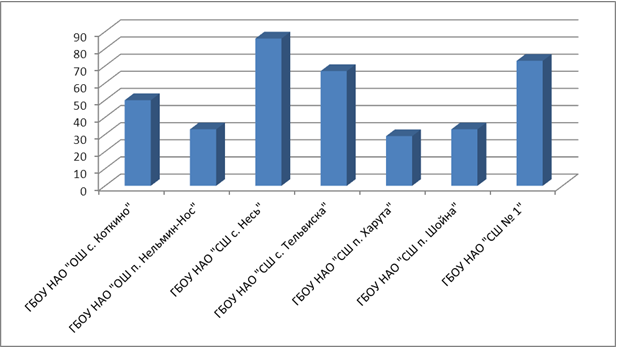 90
80
70
60
50
40
30
20
10
0
ГБОУ НАО "ОШ с. Коткино"
ГБОУ НАО "ОШ п. Нельмин-Нос"
ГБОУ НАО "СШ с. Несь"
ГБОУ НАО "СШ с. Тельвиска"
ГБОУ НАО "СШ п. Харута"
ГБОУ НАО "СШ п. Шойна"
ГБОУ НАО "СШ № 1"